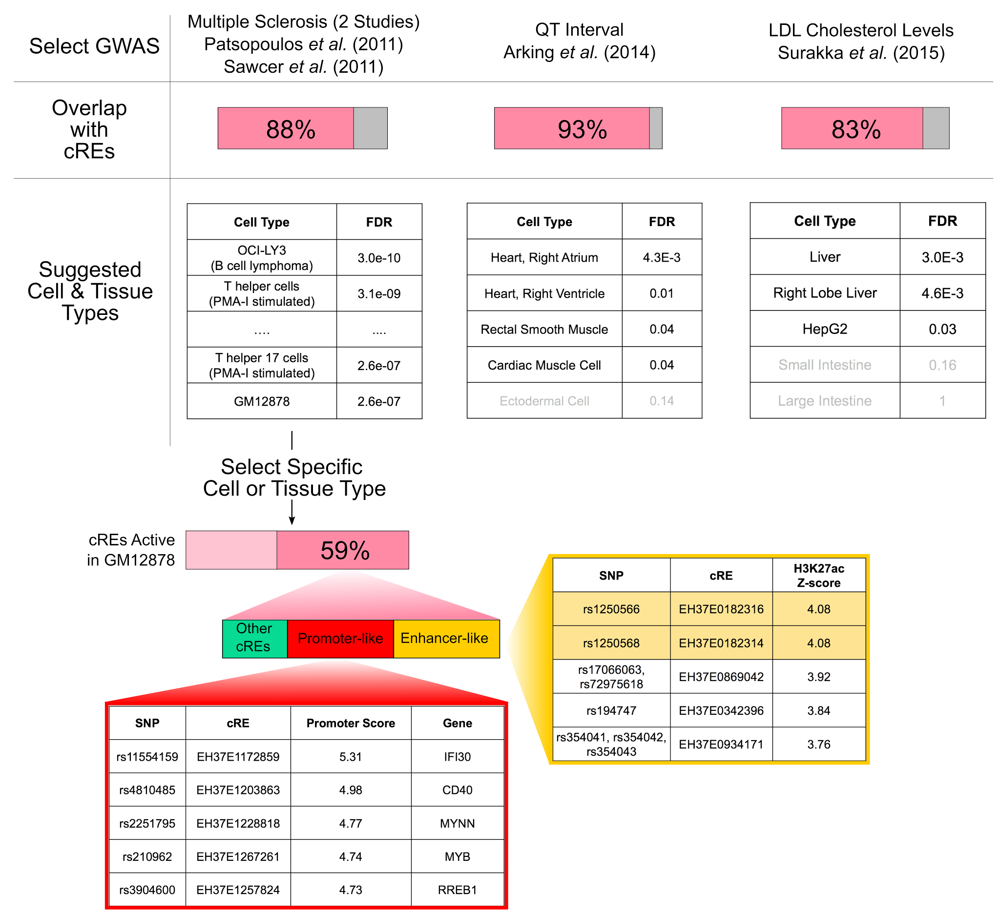 Select GWAS
Multiple Sclerosis (2 Studies)
Patsopoulos et al. (2011)
Sawcer et al. (2011)
QT Interval
Arking et al. (2014)
LDL Cholesterol Levels
Surakka et al. (2015)
Overlap
with
cREs
88%
93%
83%
Suggested
Cell & Tissue
Types
Cell Type FDR
OCI-LY3
(B cell lymphoma) 3.0e-10
T helper cells
(PMA-I stimulated) 3.1e-09
.... ....
T helper 17 cells
(PMA-I stimulated) 2.6e-07
GM12878 2.6e-07
Cell Type FDR
Heart, Right Atrium 4.3E-3
Heart, Right Ventricle 0.01
Rectal Smooth Muscle 0.04
Cardiac Muscle Cell 0.04
Ectodermal Cell 0.14
Cell Type FDR
Liver 3.0E-3
Right Lobe Liver 4.6E-3
HepG2 0.03
Small Intestine 0.16
Large Intestine 1
Select Specific
Cell or Tissue Type
cREs Active
in GM12878
59%
Other
cREs
Promoter-like
Enhancer-like
SNP cRE H3K27ac
Z-score
rs1250566 EH37E0182316 4.08
rs1250568 EH37E0182314 4.08
rs17066063,
rs72975618 EH37E0869042 3.92
rs194747 EH37E0342396 3.84
rs354041, rs354042,
rs354043 EH37E0934171 3.76
SNP cRE Promoter Score Gene
rs11554159 EH37E1172859 5.31 IFI30
rs4810485 EH37E1203863 4.98 CD40
rs2251795 EH37E1228818 4.77 MYNN
rs210962 EH37E1267261 4.74 MYB
rs3904600 EH37E1257824 4.73 RREB1